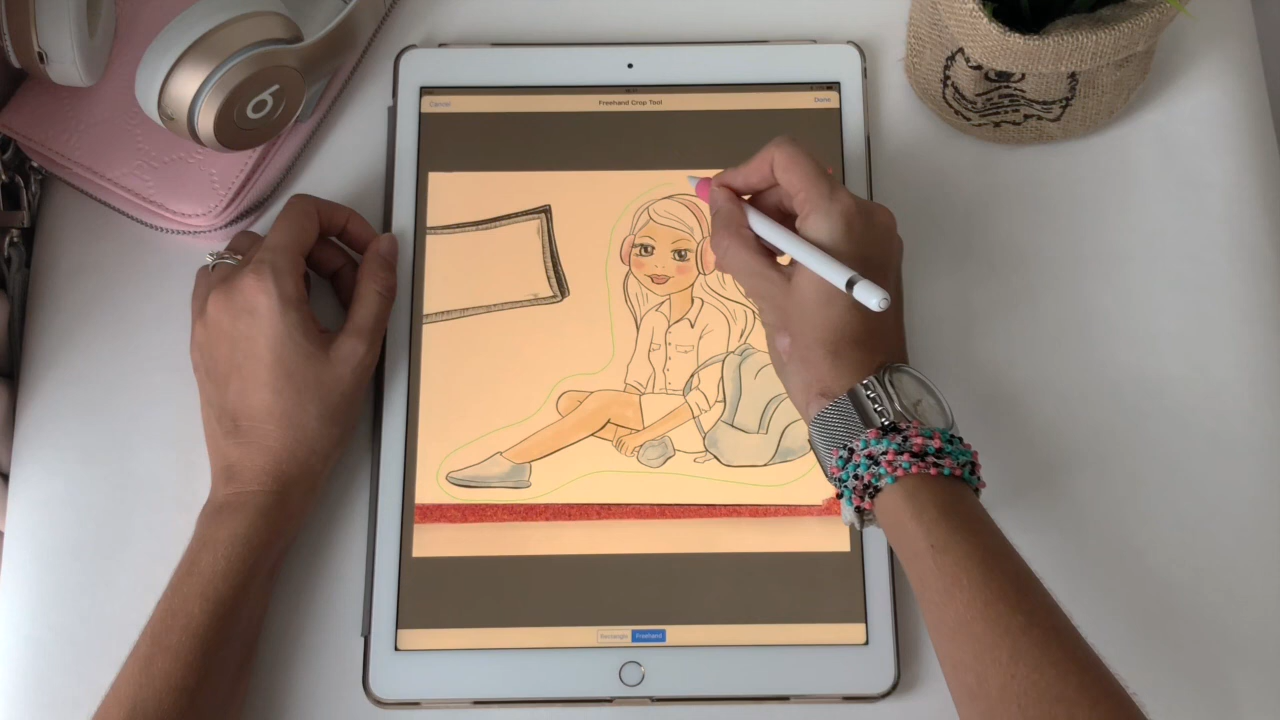 Cancel
Freehand Crop Tool
Done
Rectangle
Freehand